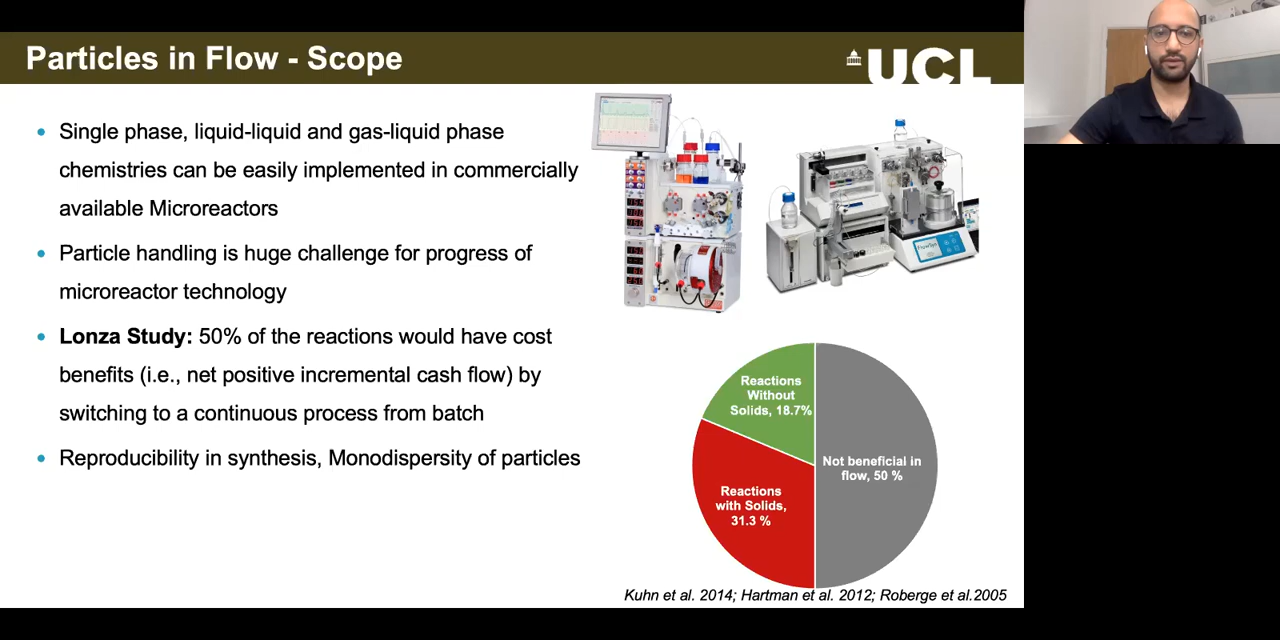 Particles in Flow - Scope
UCL
• Single phase, liquid-liquid and gas-liquid phase
chemistries can be easily implemented in commercially
available Microreactors
• Particle handling is huge challenge for progress of
microreactor technology
• Lonza Study: 50% of the reactions would have cost
benefits (i.e., net positive incremental cash flow) by
switching to a continuous process from batch
• Reproducibility in synthesis, Monodispersity of particles
Reactions
Without
Solids, 18.7%
Not beneficial in
flow, 50 %
Reactions
with Solids,
31.3 %
Kuhn et al. 2014; Hartman et al. 2012; Roberge et al.2005